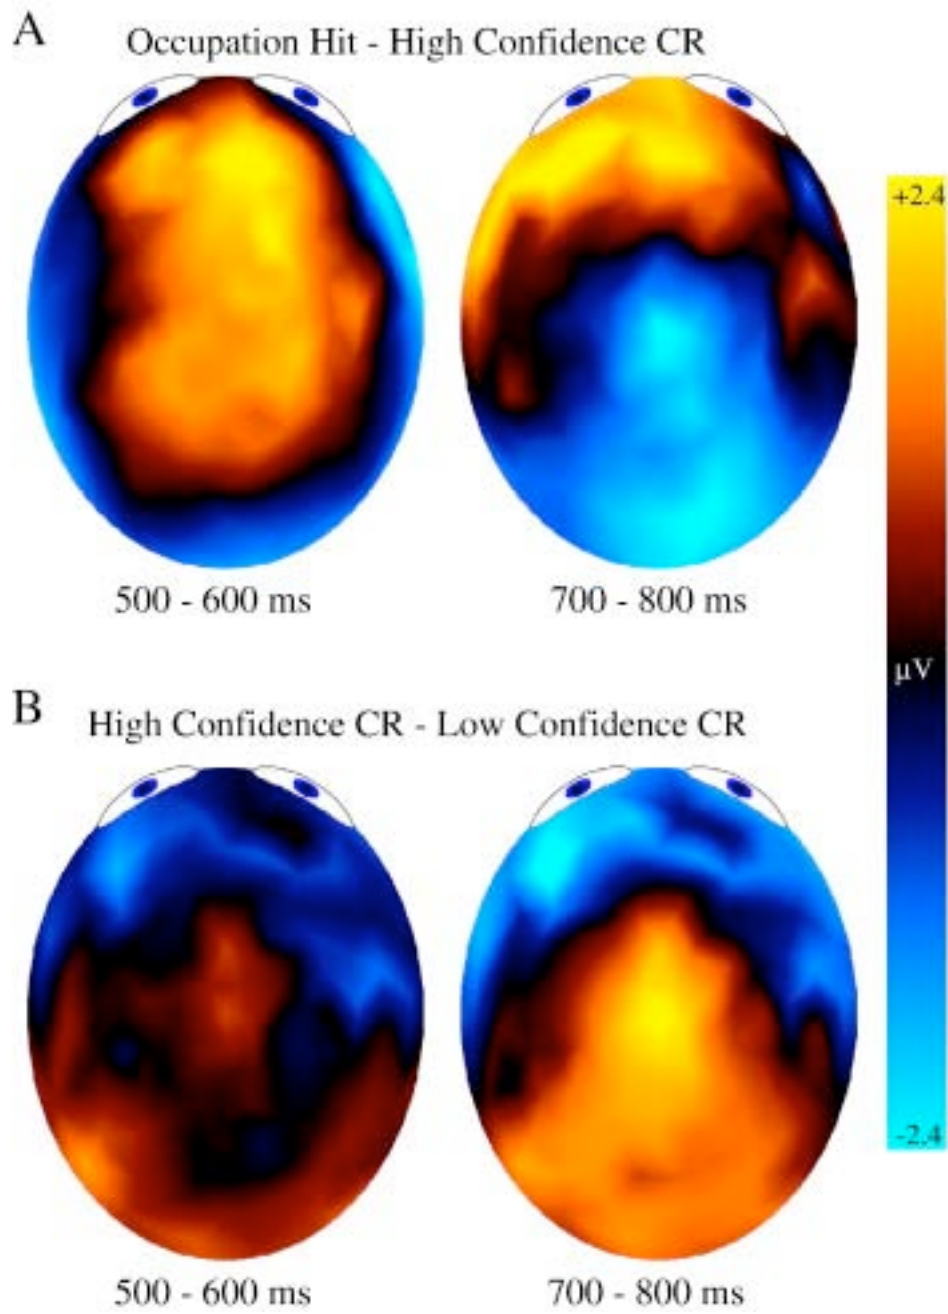 A
Occupation Hit - High Confidence CR
+2.4
500 - 600 ms
700 - 800 ms
μV
B
High Confidence CR - Low Confidence CR
-2.4
500 - 600 ms
700 - 800 ms